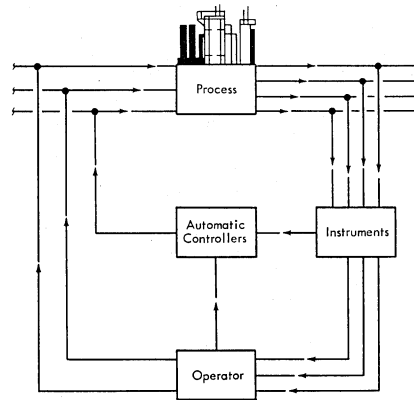 Process
Automatic
Controllers
Instruments
Operator